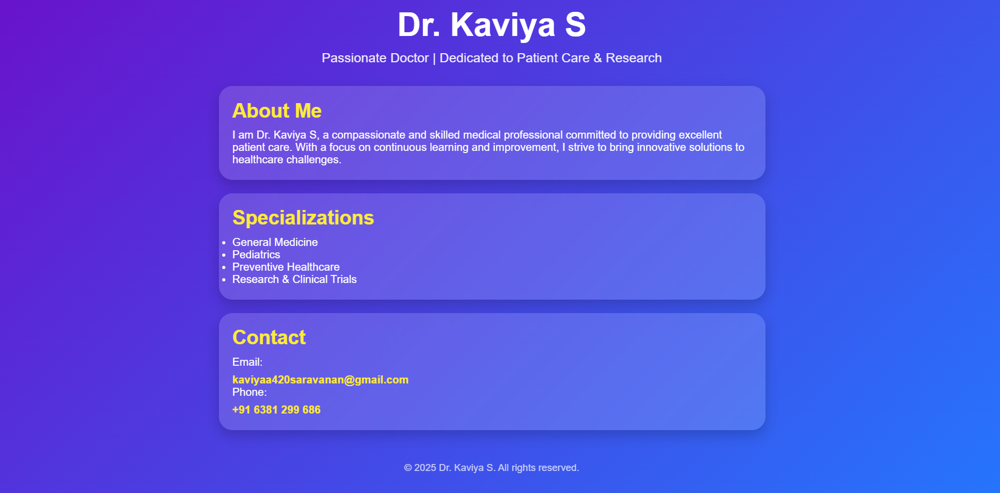 Dr. Kaviya S
Passionate Doctor | Dedicated to Patient Care & Research
About Me
I am Dr. Kaviya S, a compassionate and skilled medical professional committed to providing excellent
patient care. With a focus on continuous learning and improvement, I strive to bring innovative solutions to
healthcare challenges.
Specializations
• General Medicine
• Pediatrics
• Preventive Healthcare
• Research & Clinical Trials
Contact
Email:
kaviyaa420saravanan@gmail.com
Phone:
+91 6381 299 686
© 2025 Dr. Kaviya S. All rights reserved.